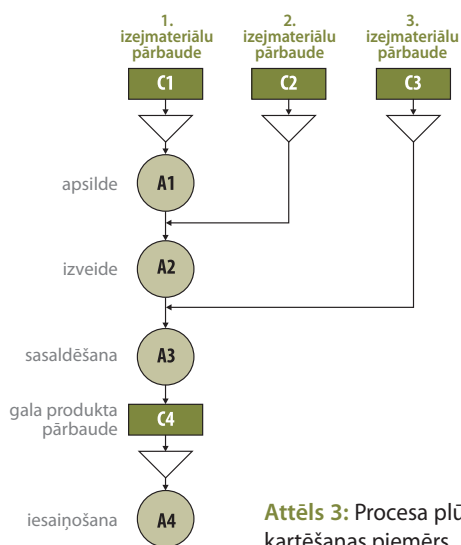 1.
izejmateriālu
pārbaude
2.
izejmateriālu
pārbaude
3.
izejmateriālu
pārbaude
C1
C2
C3
apsilde
A1
izveide
A2
sasaldēšana
A3
gala produkta
pārbaude
C4
iesaiņošana
A4
Attēls 3: Procesa
kartēšanas piemērs